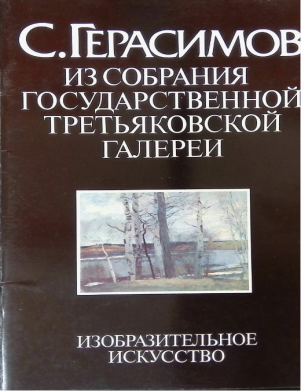 С. ГЕРАСИМОВ
ИЗ СОБРАНИЯ
ГОСУДАРСТВЕННОЙ
ТРЕТЬЯКОВСКОЙ
ГАЛЕРЕИ
ИЗОБРАЗИТЕЛЬНОЕ
ИСКУССТВО